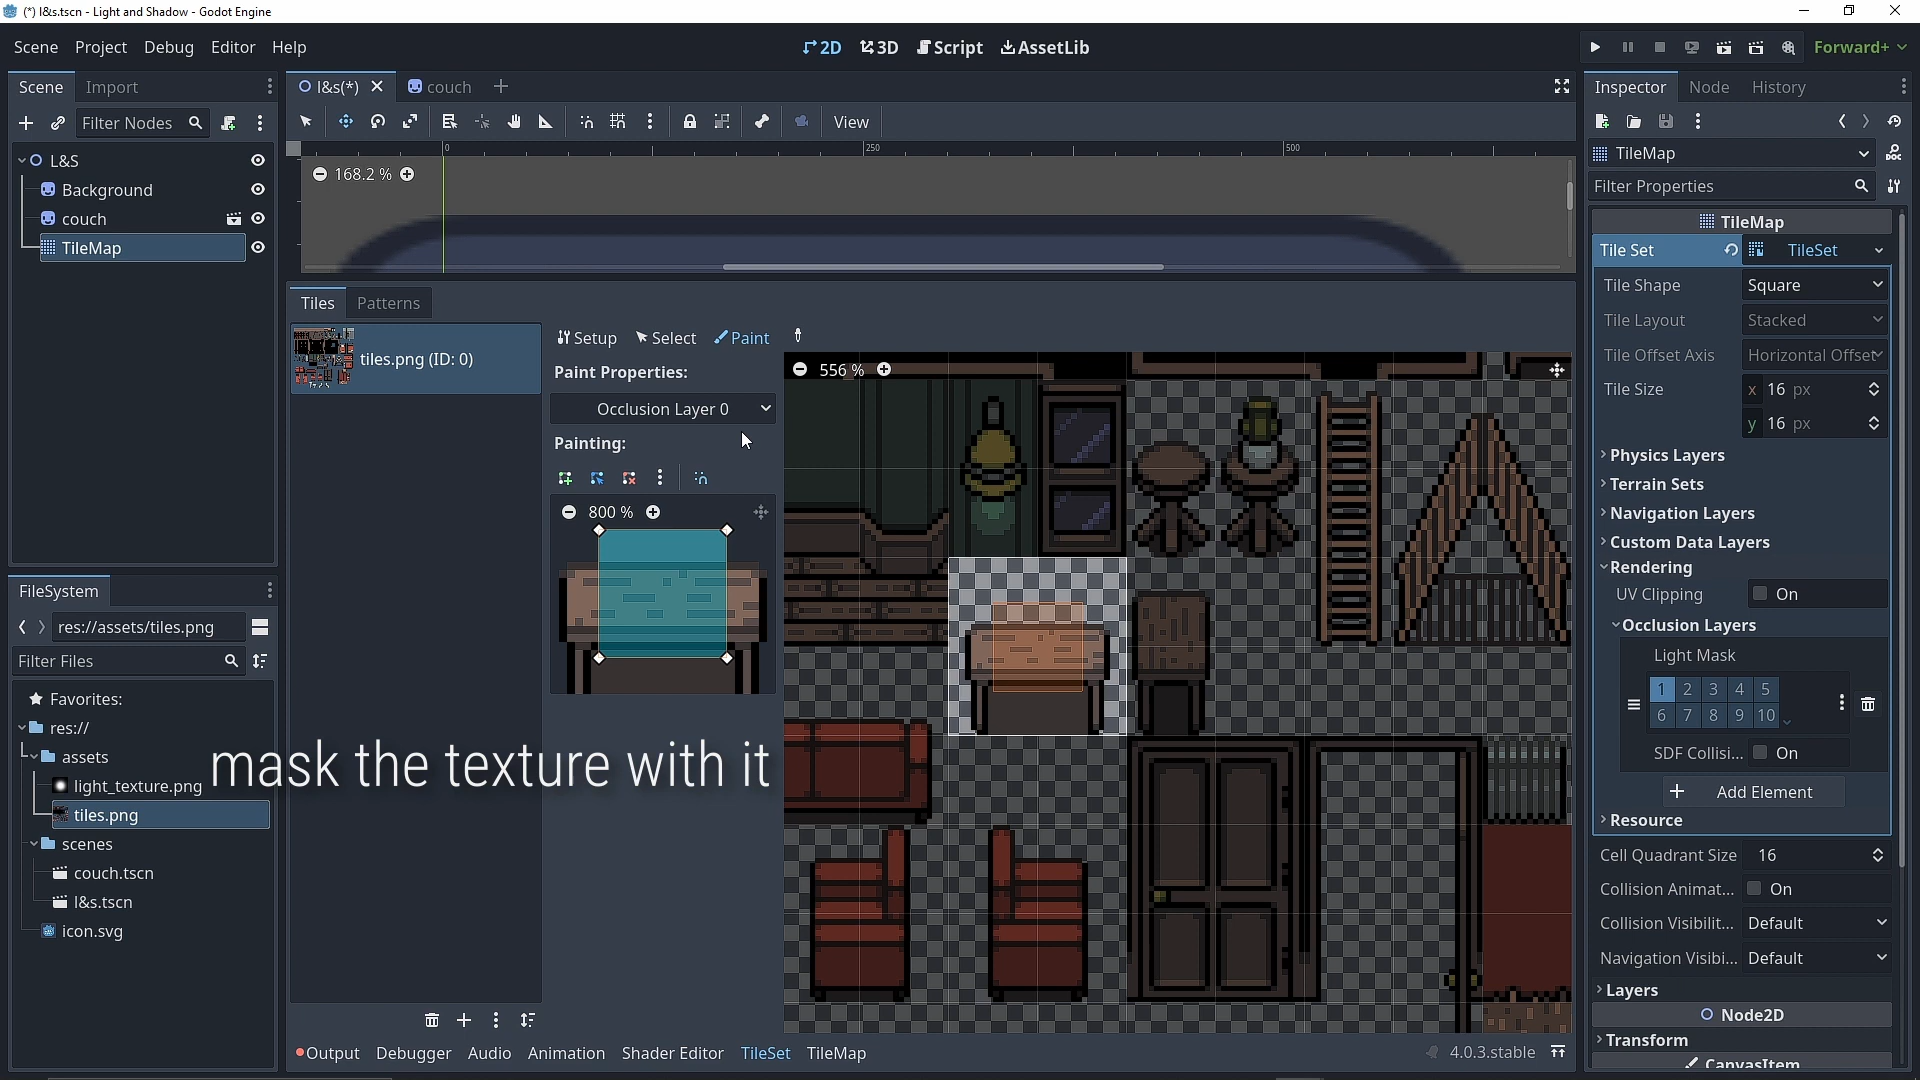 (*) l&s.tscn - Light and Shadow - Godot Engine
Scene Project Debug Editor Help
2D 3D Script AssetLib
Forward+
Scene Import
l&s(*) couch
Inspector Node History
Filter Nodes
View
L&S
Background
couch
TileMap
0 250 500
168.2 %
TileMap
Filter Properties
TileMap
Tile Set TileSet
Tile Shape Square
Tile Layout Stacked
Tile Offset Axis Horizontal Offset
Tile Size x 16 px
y 16 px
Physics Layers
Terrain Sets
Navigation Layers
Custom Data Layers
Rendering
UV Clipping On
Occlusion Layers
Light Mask
1 2 3 4 5
6 7 8 9 10
SDF Collisi... On
Add Element
Resource
Cell Quadrant Size 16
Collision Animat... On
Collision Visibilit... Default
Navigation Visibi... Default
Layers
Node2D
Transform
CanvasItem
Tiles Patterns
tiles.png (ID: 0)
Setup Select Paint
Paint Properties:
Occlusion Layer 0
Painting:
800 %
556 %
FileSystem
res://assets/tiles.png
Filter Files
Favorites:
res://
assets
light_texture.png
tiles.png
scenes
couch.tscn
l&s.tscn
icon.svg
mask the texture with it
Output Debugger Audio Animation Shader Editor TileSet TileMap
4.0.3.stable